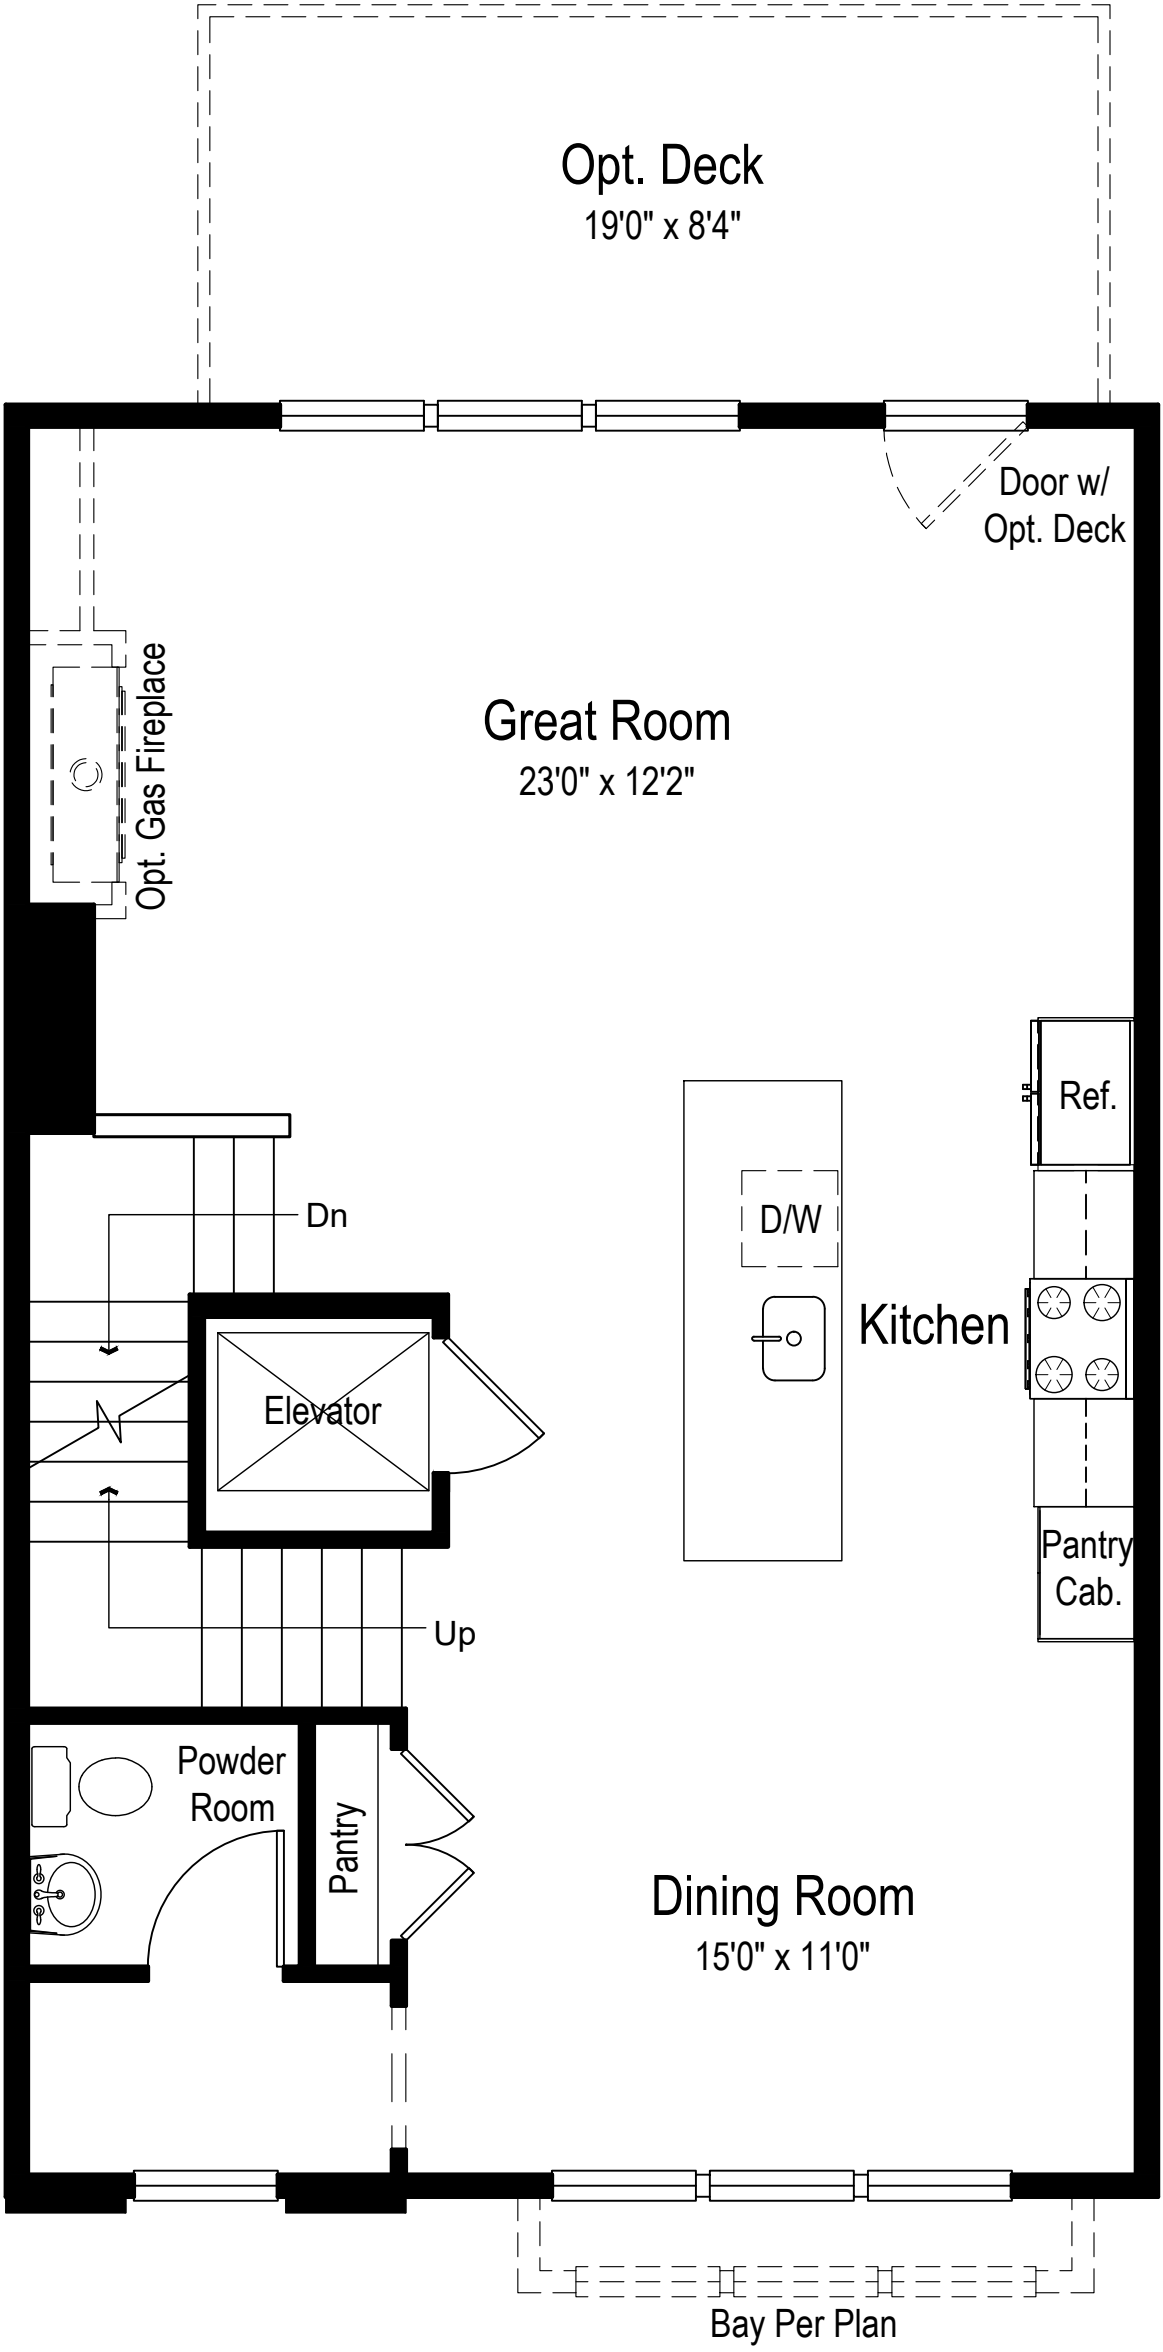 Opt. Deck
19'0" x 8'4"
Door w/
Opt. Deck
Opt. Gas Fireplace
Great Room
23'0" x 12'2"
Ref.
Dn
D/W
Kitchen
Elevator
Pantry
Cab.
Up
Powder
Room
Pantry
Dining Room
15'0" x 11'0"
Bay Per Plan